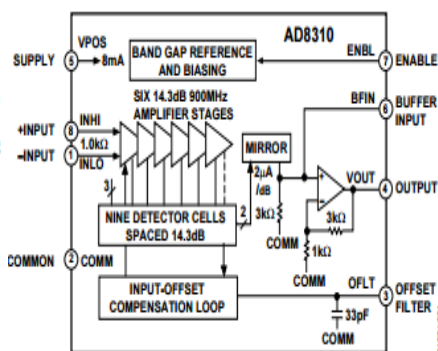 AD8310
SUPPLY 5 VPOS 8mA
BAND GAP REFERENCE
AND BIASING
ENBL 7 ENABLE
SIX 14.3dB 900MHz
AMPLIFIER STAGES
BFIN 6 BUFFER
INPUT
+INPUT 8 INHI
1.0kΩ
–INPUT 1 INLO
MIRROR
2µA
/dB
VOUT
4 OUTPUT
3
2
3kΩ
3kΩ
+
–
NINE DETECTOR CELLS
SPACED 14.3dB
COMM
1kΩ
COMMON 2 COMM
COMM
INPUT-OFFSET
COMPENSATION LOOP
OFLT 3 OFFSET
FILTER
33pF
COMM